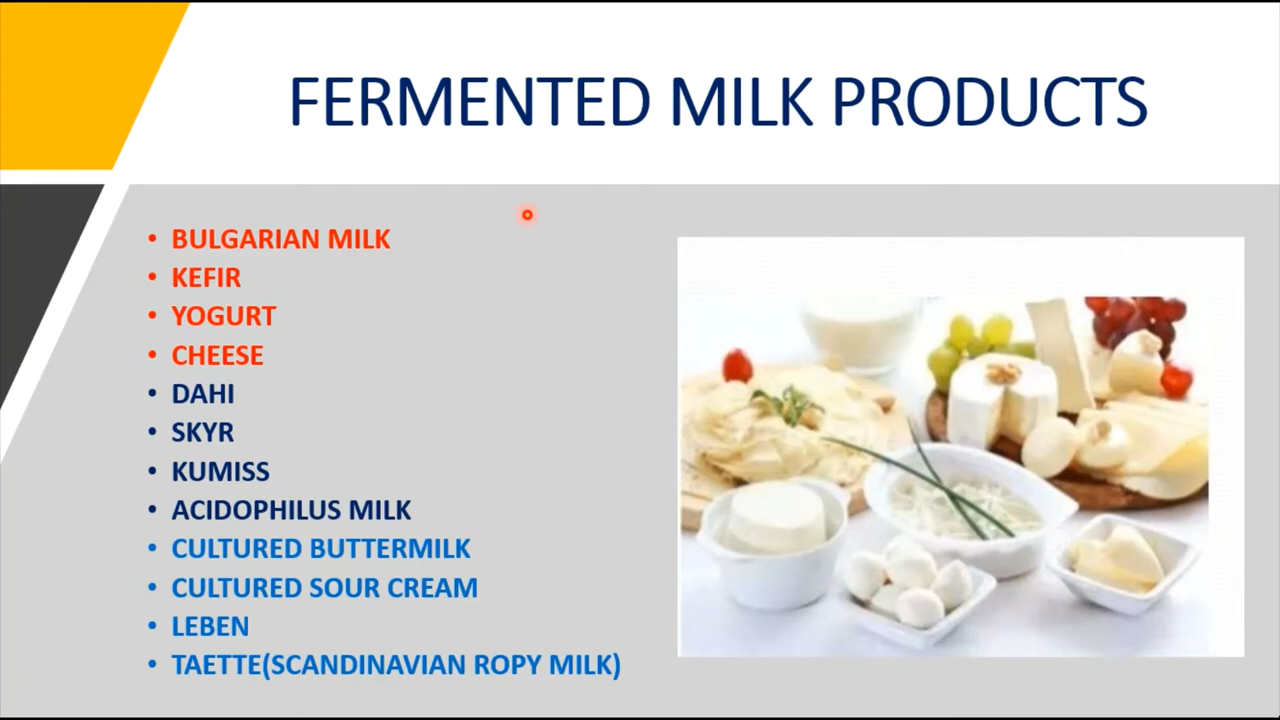 FERMENTED MILK PRODUCTS
• BULGARIAN MILK
• KEFIR
• YOGURT
• CHEESE
• DAHI
• SKYR
• KUMISS
• ACIDOPHILUS MILK
• CULTURED BUTTERMILK
• CULTURED SOUR CREAM
• LEBEN
• TAETTE(SCANDINAVIAN ROPY MILK)